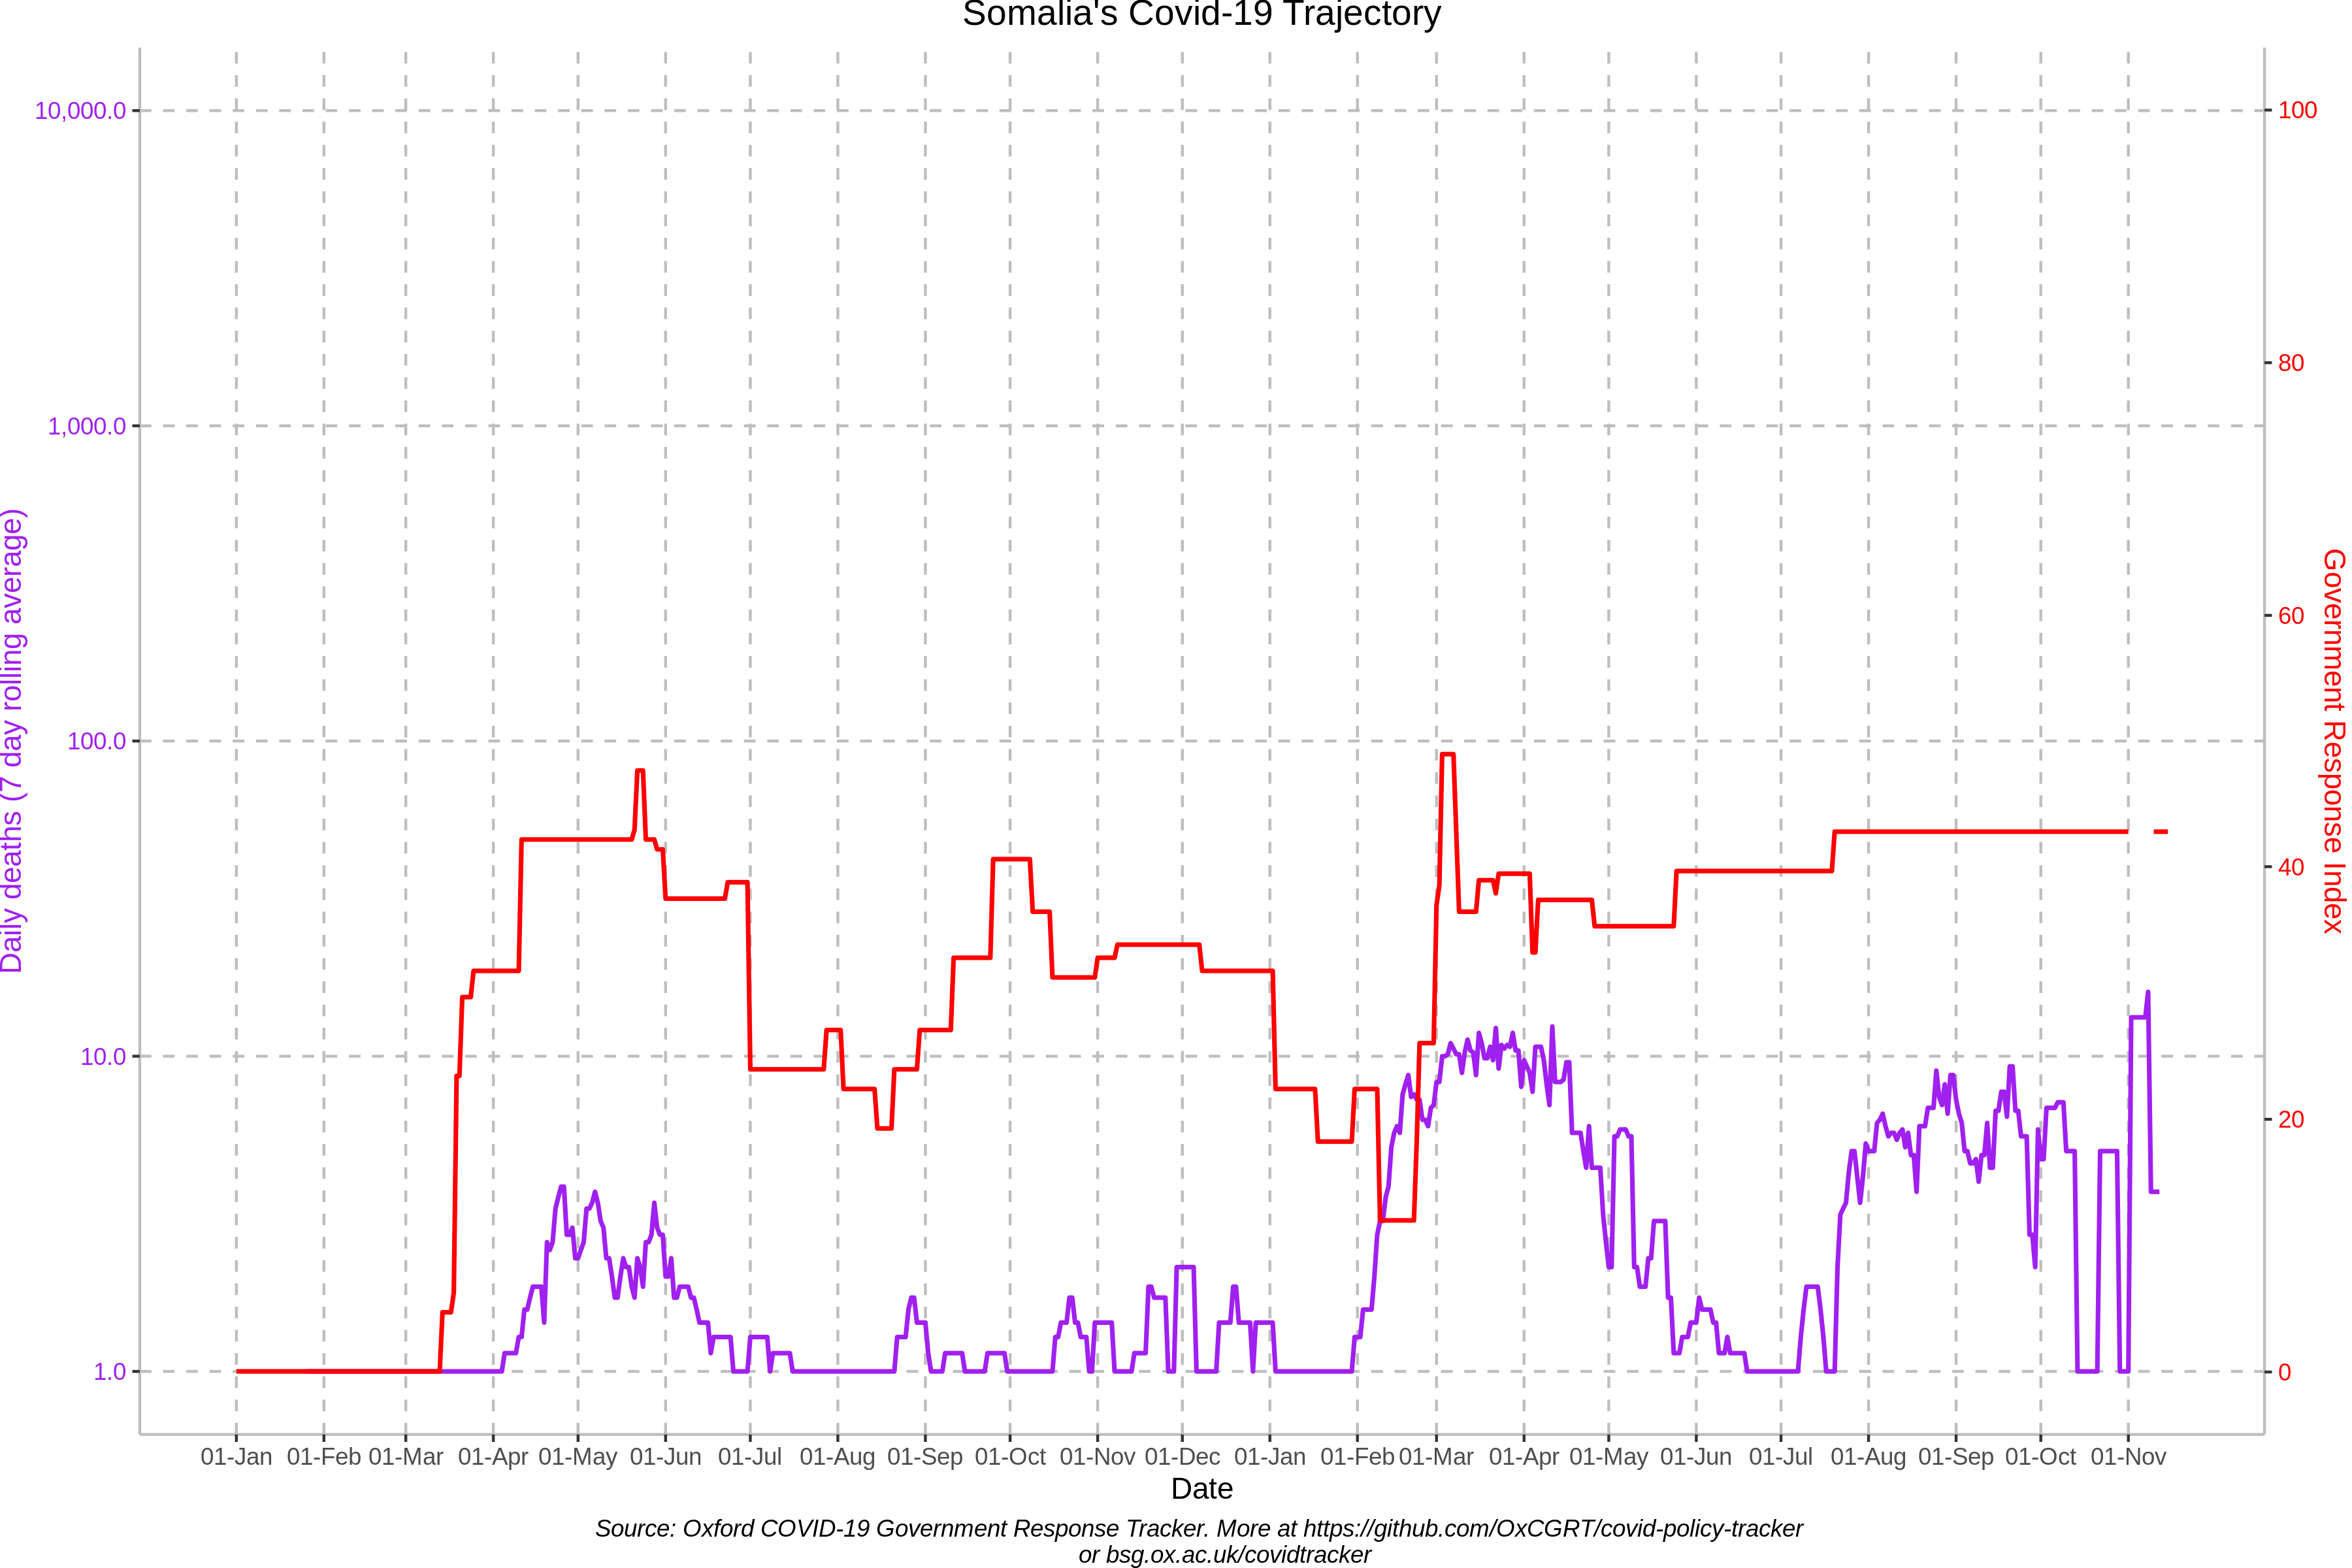 Somalia's Covid-19 Trajectory
10,000.0
1,000.0
100.0
10.0
1.0
Daily deaths (7 day rolling average)
100
80
60
40
20
0
Government Response Index
01-Jan 01-Feb 01-Mar 01-Apr 01-May 01-Jun 01-Jul 01-Aug 01-Sep 01-Oct 01-Nov 01-Dec 01-Jan 01-Feb 01-Mar 01-Apr 01-May 01-Jun 01-Jul 01-Aug 01-Sep 01-Oct 01-Nov
Date
Source: Oxford COVID-19 Government Response Tracker. More at https://github.com/OxCGRT/covid-policy-tracker
or bsg.ox.ac.uk/covidtracker